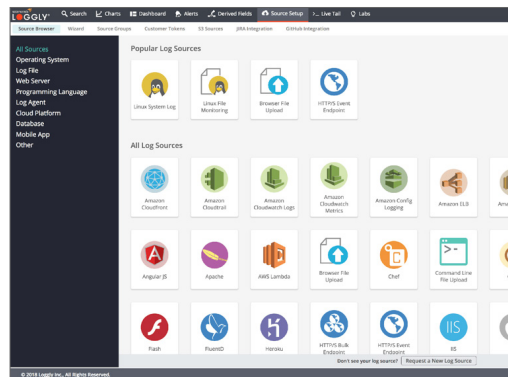 LOGGLY
Search
Charts
Dashboard
Alerts
Derived Fields
Source Setup
Live Tail
Labs
Source Browser
Wizard
Source Groups
Customer Tokens
S3 Sources
JIRA Integration
GitHub Integration
All Sources
Operating System
Log File
Web Server
Programming Language
Log Agent
Cloud Platform
Database
Mobile App
Other
Popular Log Sources
Linux System Log
Linux File
Monitoring
Browser File
Upload
HTTP/S Event
Endpoint
All Log Sources
Amazon
Cloudfront
Amazon
Cloudtrail
Amazon
Cloudwatch Logs
Amazon
Cloudwatch
Metrics
Amazon Config
Logging
Amazon ELB
Angular JS
Apache
AWS Lambda
Browser File
Upload
Chef
>-
Command Line
File Upload
Flash
FluentD
Heroku
HTTP/S Bulk
Endpoint
HTTP/S Event
Endpoint
IIS
IIS
Don't see your log source?
Request a New Log Source
© 2018 Loggly Inc., All Rights Reserved.